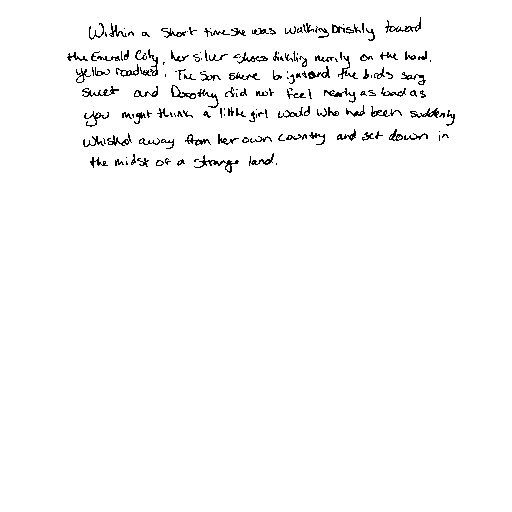 Within a short time she was walking briskly toward
the Emerald City, her silver shoes tinkling merrily on the hard,
yellow roadbed. The sun shone bright and the birds sang
sweet and Dorothy did not feel nearly as bad as
you might think a little girl would who had been suddenly
whisked away from her own country and set down in
the midst of a strange land.